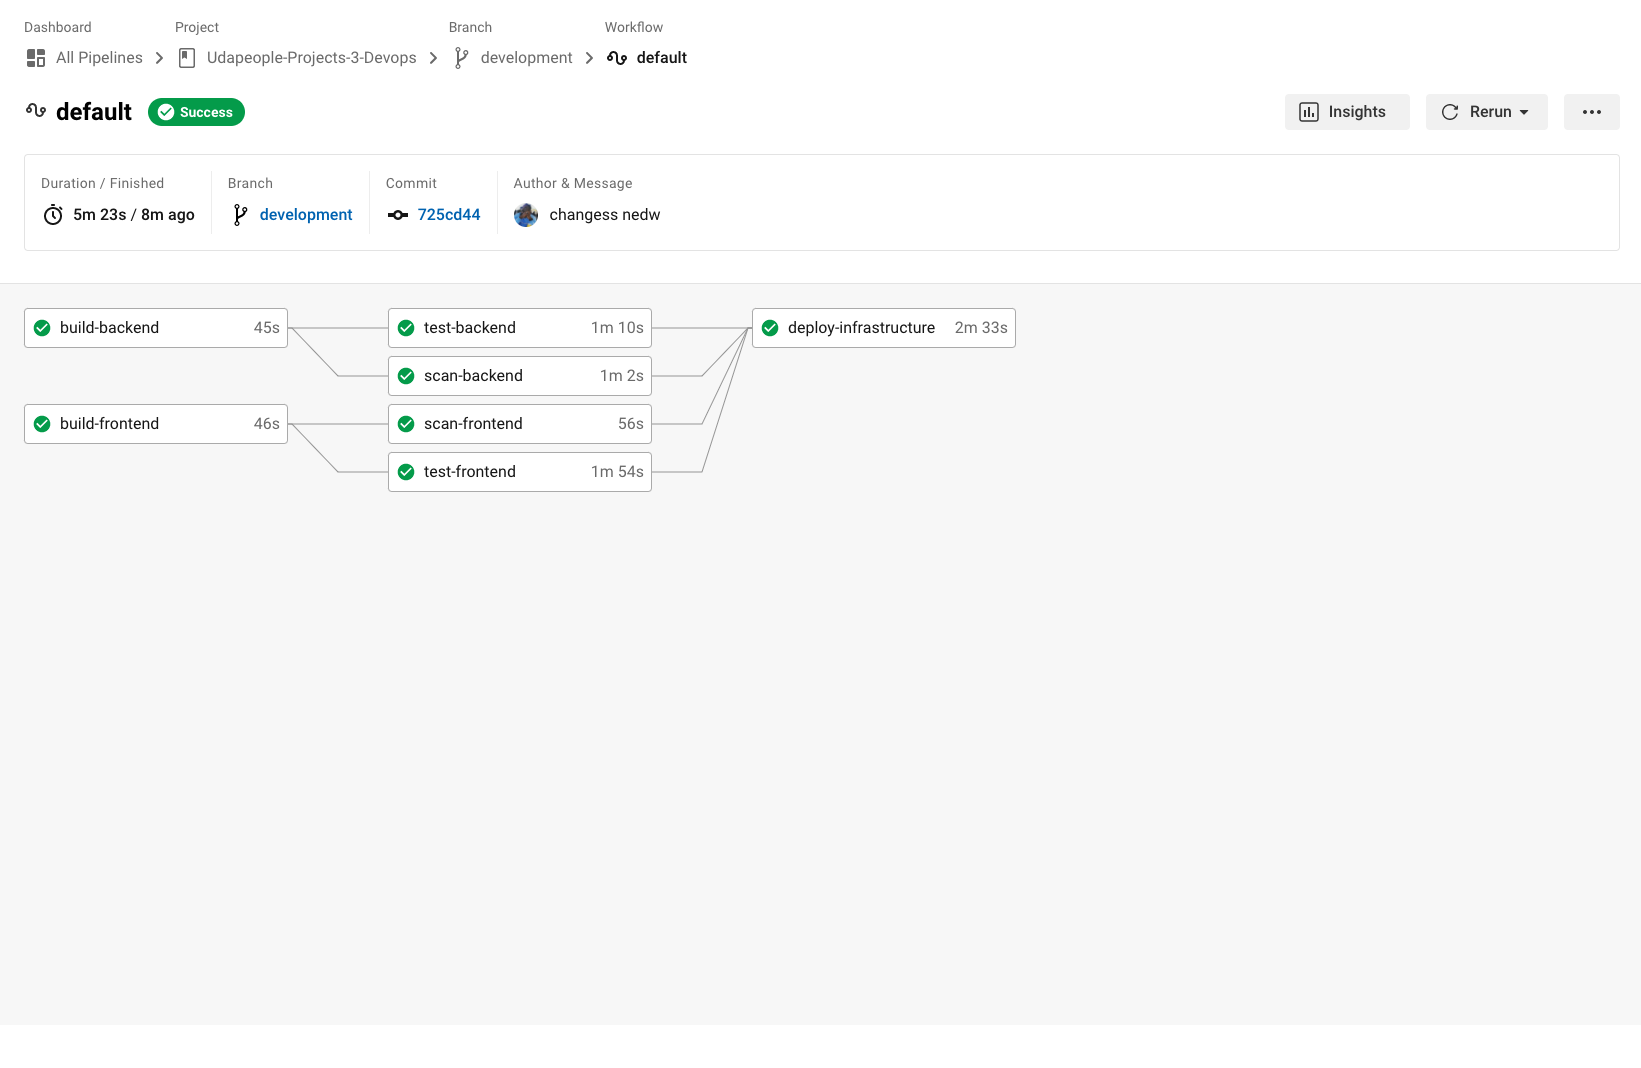 Dashboard Project Branch Workflow
All Pipelines Udapeople-Projects-3-Devops development default
default Success Insights Rerun
Duration / Finished Branch Commit Author & Message
5m 23s / 8m ago development 725cd44 changess nedw
build-backend 45s test-backend 1m 10s deploy-infrastructure 2m 33s
scan-backend 1m 2s
build-frontend 46s scan-frontend 56s
test-frontend 1m 54s